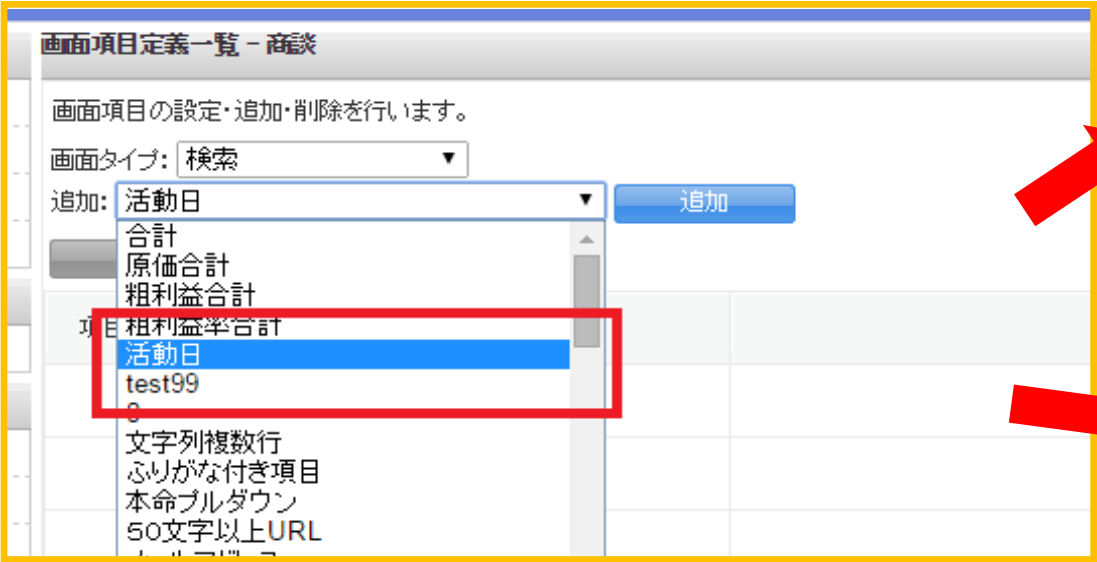 画面項目定義一覧 - 商談
画面項目の設定・追加・削除を行います。
画面タイプ: 検索
追加: 活動日
追加
合計
原価合計
粗利益合計
粗利益率合計
活動日
test99
文字列複数行
ふりがな付き項目
本命プルダウン
50文字以上URL